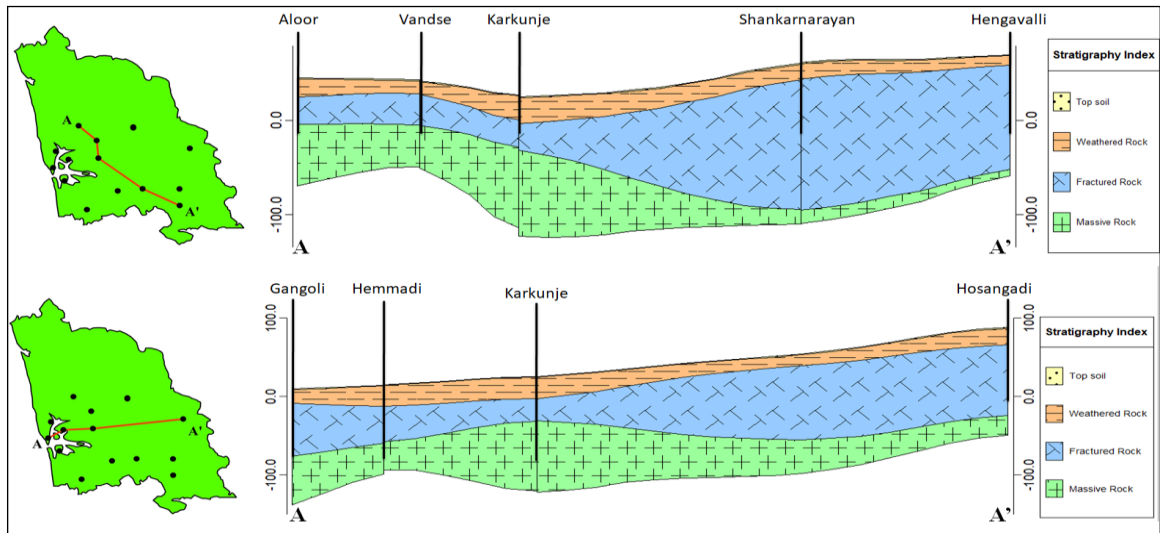 Aloor Vandse Karkunje Shankarnarayan Hengavalli
Stratigraphy Index
Top soil
Weathered Rock
Fractured Rock
Massive Rock
0.0
-100.0
0.0
-100.0
A
A'
A
A’
Gangoli Hemmadi Karkunje Hosangadi
Stratigraphy Index
Top soil
Weathered Rock
Fractured Rock
Massive Rock
100.0
0.0
-100.0
100.0
0.0
-100.0
A
A'
A
A’